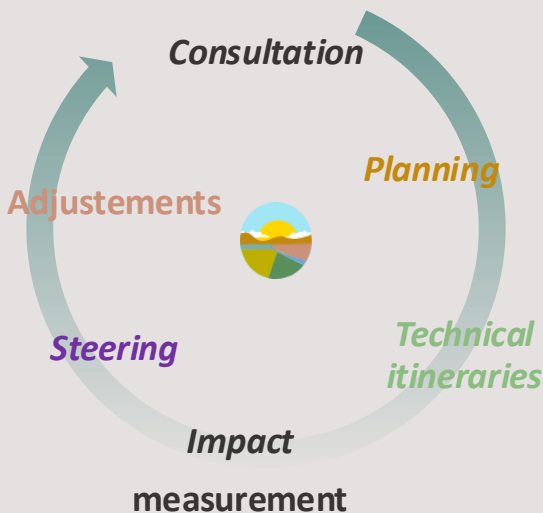 Consultation
Planning
Technical
itineraries
Impact
measurement
Steering
Adjustements